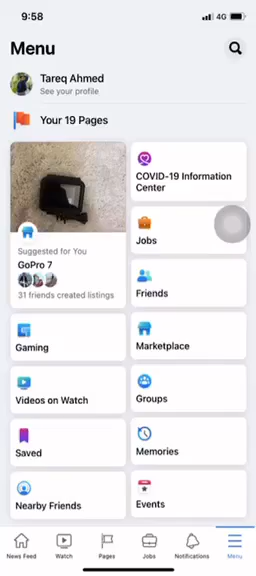 9:58
4G
Menu
Tareq Ahmed
See your profile
Your 19 Pages
Suggested for You
GoPro 7
31 friends created listings
COVID-19 Information
Center
Jobs
Friends
Gaming
Marketplace
Videos on Watch
Groups
Saved
Memories
Nearby Friends
Events
News Feed
Watch
Pages
Jobs
Notifications
Menu